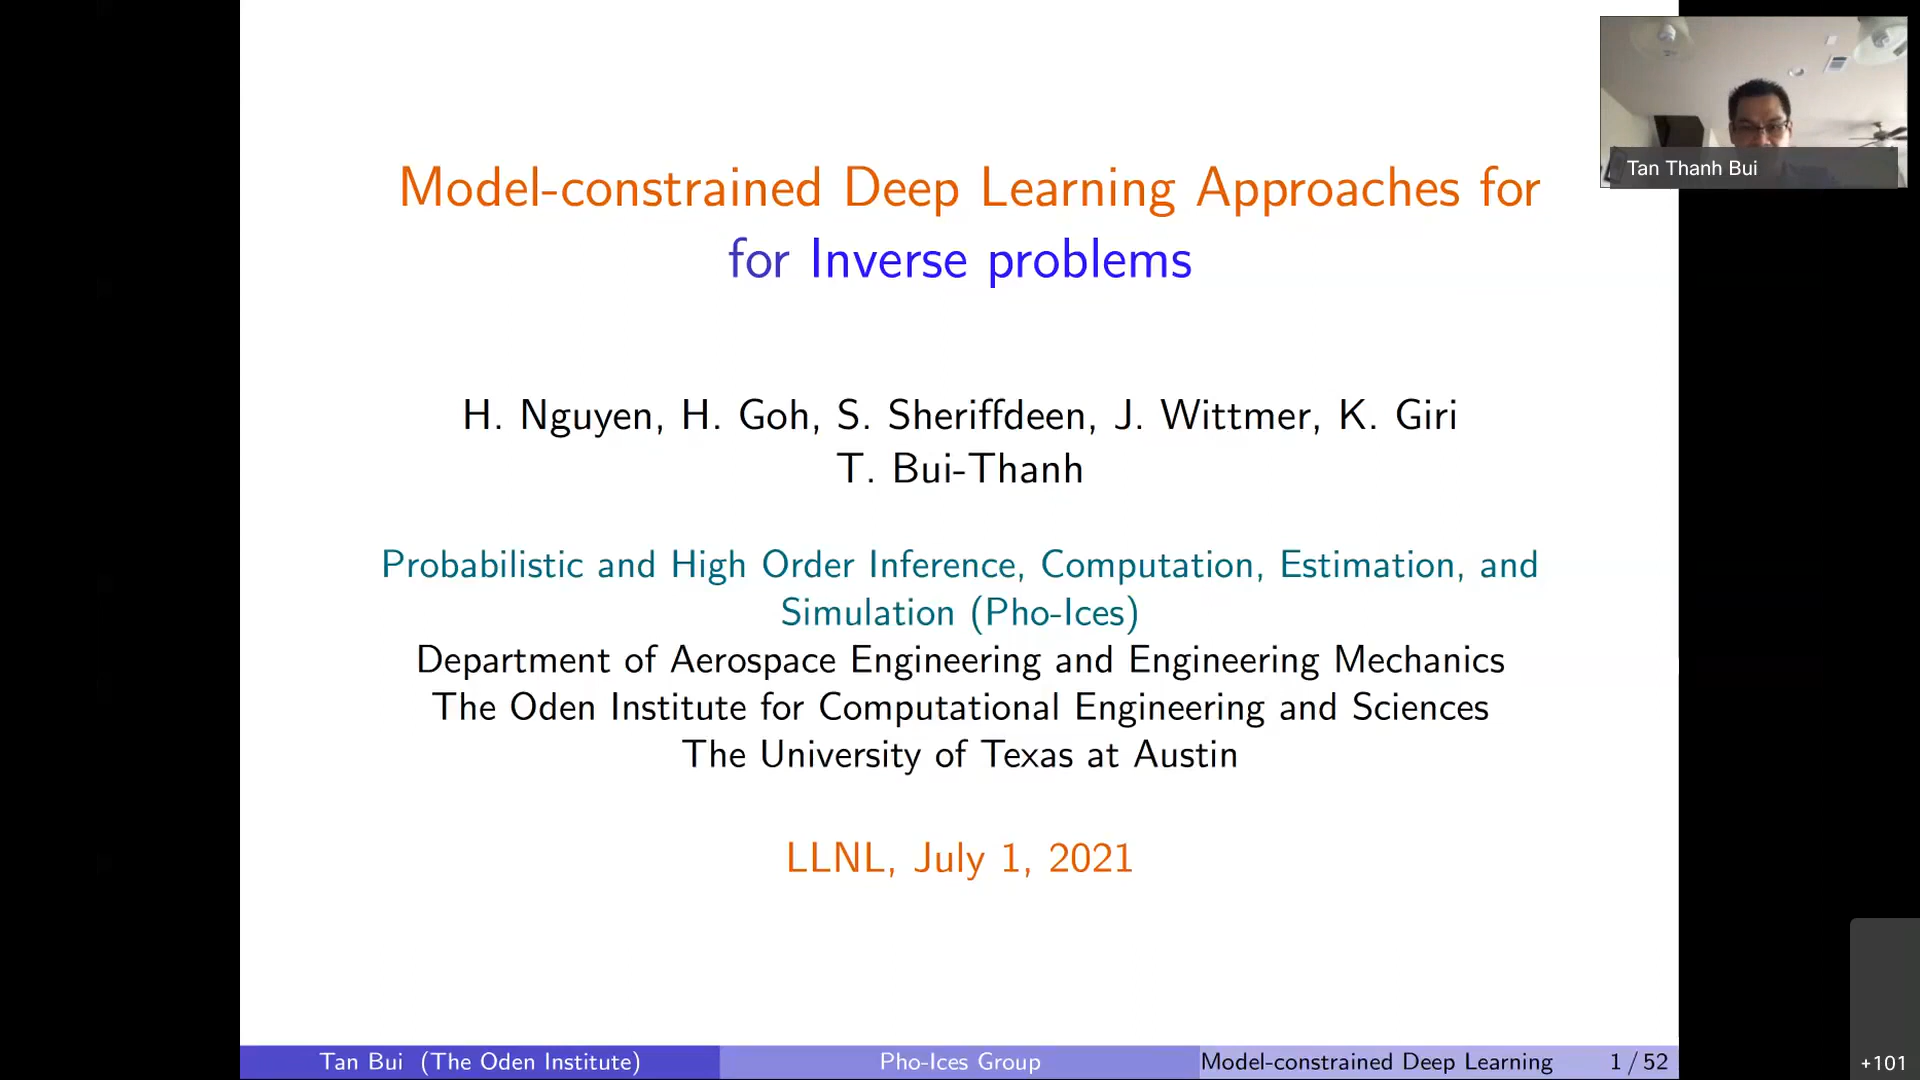 Model-constrained Deep Learning Approaches for
for Inverse problems
H. Nguyen, H. Goh, S. Sheriffdeen, J. Wittmer, K. Giri
T. Bui-Thanh
Probabilistic and High Order Inference, Computation, Estimation, and
Simulation (Pho-Ices)
Department of Aerospace Engineering and Engineering Mechanics
The Oden Institute for Computational Engineering and Sciences
The University of Texas at Austin
LLNL, July 1, 2021
Tan Bui (The Oden Institute)
Pho-Ices Group
Model-constrained Deep Learning
1 / 52
Tan Thanh Bui
+101